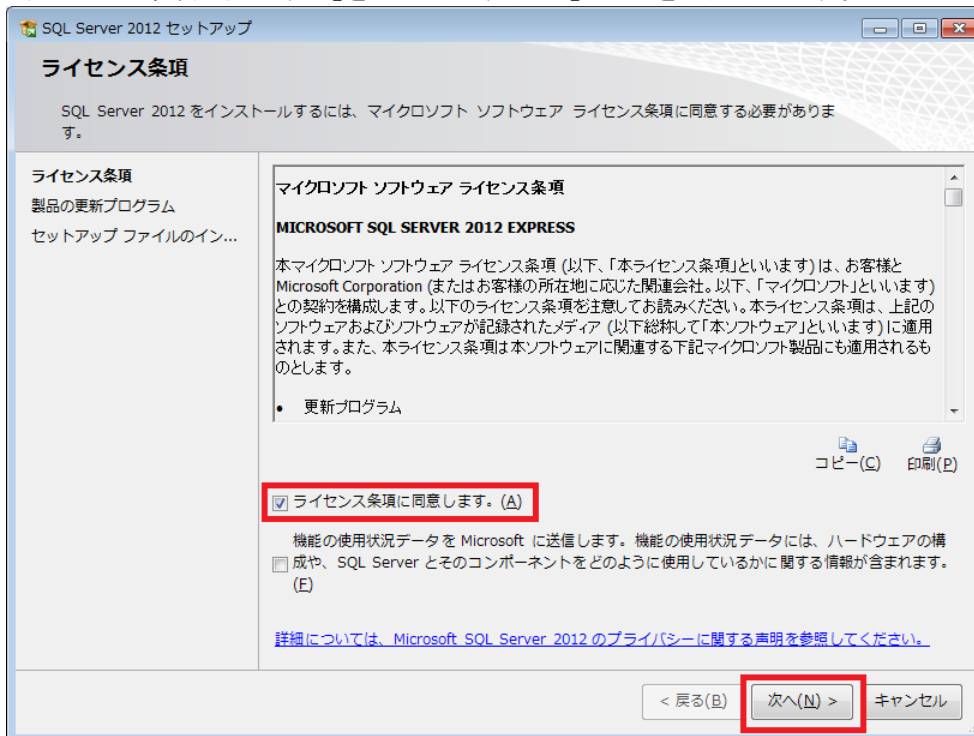 SQL Server 2012 セットアップ
ライセンス条項
SQL Server 2012 をインストールするには、マイクロソフト ソフトウェア ライセンス条項に同意する必要がありま
す。
ライセンス条項
製品の更新プログラム
セットアップ ファイルのイン...
マイクロソフト ソフトウェア ライセンス条項
MICROSOFT SQL SERVER 2012 EXPRESS
本マイクロソフト ソフトウェア ライセンス条項 (以下、「本ライセンス条項」といいます) は、お客様と
Microsoft Corporation (またはお客様の所在地に応じた関連会社。以下、「マイクロソフト」といいます)
との契約を構成します。以下のライセンス条項を注意してお読みください。本ライセンス条項は、上記の
ソフトウェアおよびソフトウェアが記録されたメディア (以下総称して「本ソフトウェア」といいます) に適用
されます。また、本ライセンス条項は本ソフトウェアに関連する下記マイクロソフト製品にも適用されるも
のとします。
• 更新プログラム
コピー(C) 印刷(P)
ライセンス条項に同意します。(A)
機能の使用状況データを Microsoft に送信します。機能の使用状況データには、ハードウェアの構
成や、SQL Server とそのコンポーネントをどのように使用しているかに関する情報が含まれます。
(F)
詳細については、Microsoft SQL Server 2012 のプライバシーに関する声明を参照してください。
< 戻る(B) 次へ(N) > キャンセル